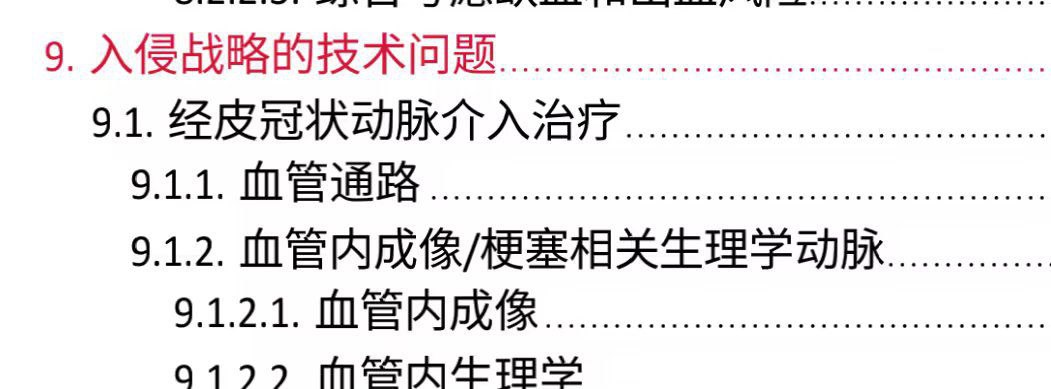 9. 入侵战略的技术问题
9.1. 经皮冠状动脉介入治疗
9.1.1. 血管通路
9.1.2. 血管内成像/梗塞相关生理学动脉
9.1.2.1. 血管内成像
9.1.2.2. 血管内生理学